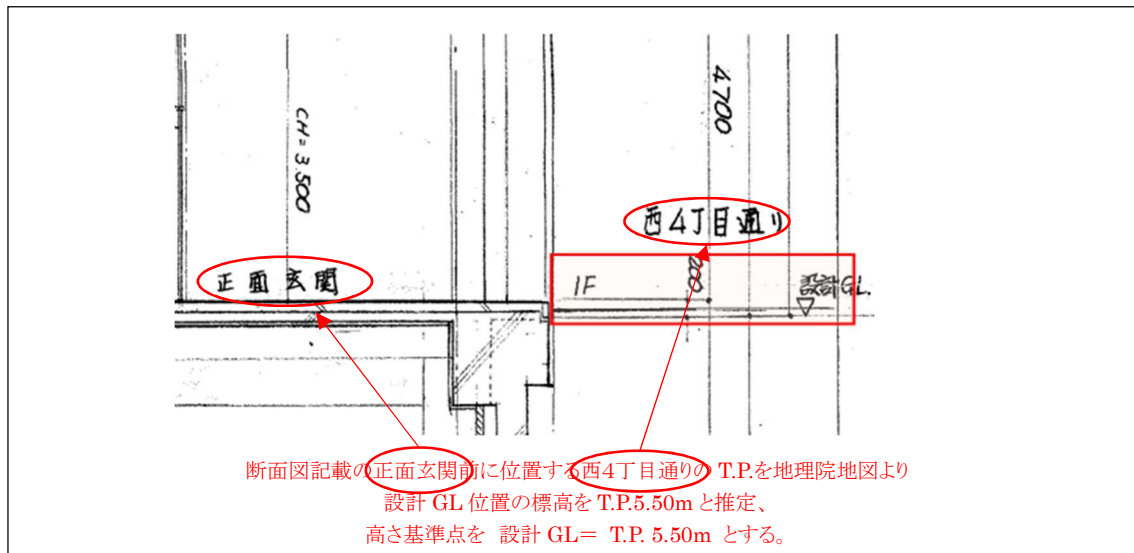 4700
CH=3.500
西4丁目通り
正面玄関
1F
200
設計GL.
断面図記載の正面玄関前に位置する西4丁目通りの T.P.を地理院地図より
設計 GL 位置の標高を T.P.5.50m と推定、
高さ基準点を 設計 GL= T.P. 5.50m とする。